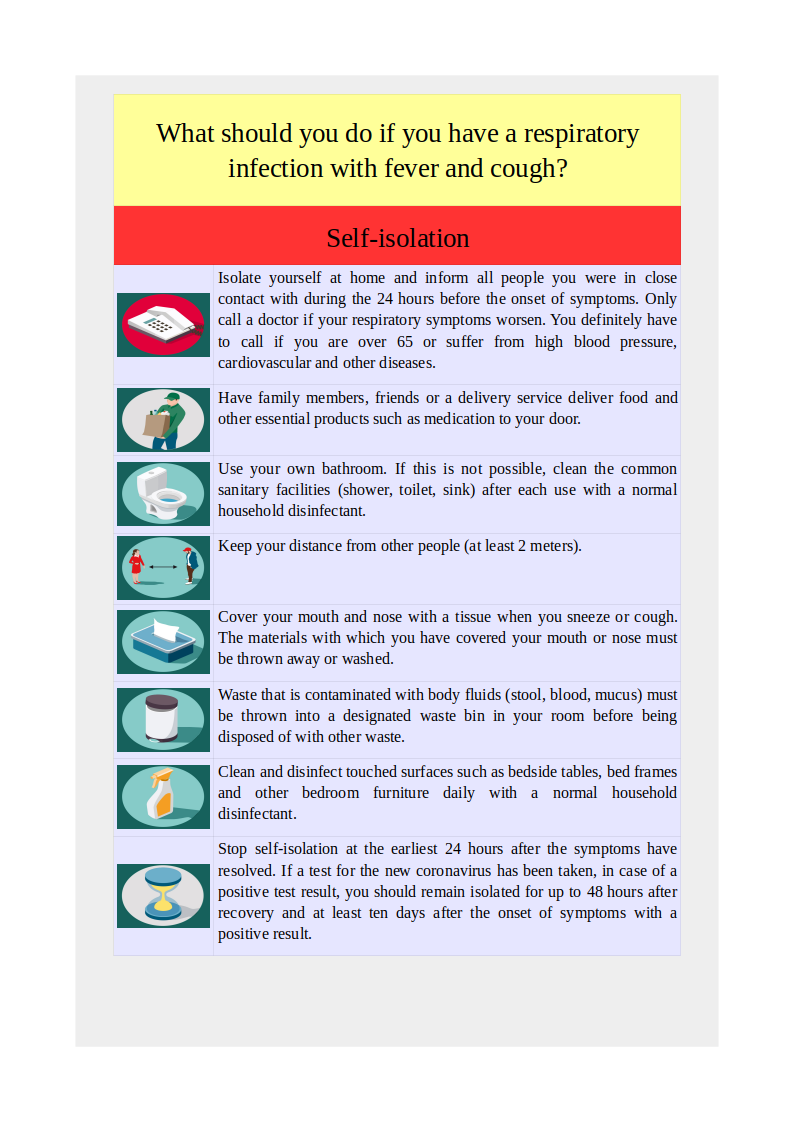 What should you do if you have a respiratory
infection with fever and cough?
Self-isolation
Isolate yourself at home and inform all people you were in close
contact with during the 24 hours before the onset of symptoms. Only
call a doctor if your respiratory symptoms worsen. You definitely have
to call if you are over 65 or suffer from high blood pressure,
cardiovascular and other diseases.
Have family members, friends or a delivery service deliver food and
other essential products such as medication to your door.
Use your own bathroom. If this is not possible, clean the common
sanitary facilities (shower, toilet, sink) after each use with a normal
household disinfectant.
Keep your distance from other people (at least 2 meters).
Cover your mouth and nose with a tissue when you sneeze or cough.
The materials with which you have covered your mouth or nose must
be thrown away or washed.
Waste that is contaminated with body fluids (stool, blood, mucus) must
be thrown into a designated waste bin in your room before being
disposed of with other waste.
Clean and disinfect touched surfaces such as bedside tables, bed frames
and other bedroom furniture daily with a normal household
disinfectant.
Stop self-isolation at the earliest 24 hours after the symptoms have
resolved. If a test for the new coronavirus has been taken, in case of a
positive test result, you should remain isolated for up to 48 hours after
recovery and at least ten days after the onset of symptoms with a
positive result.